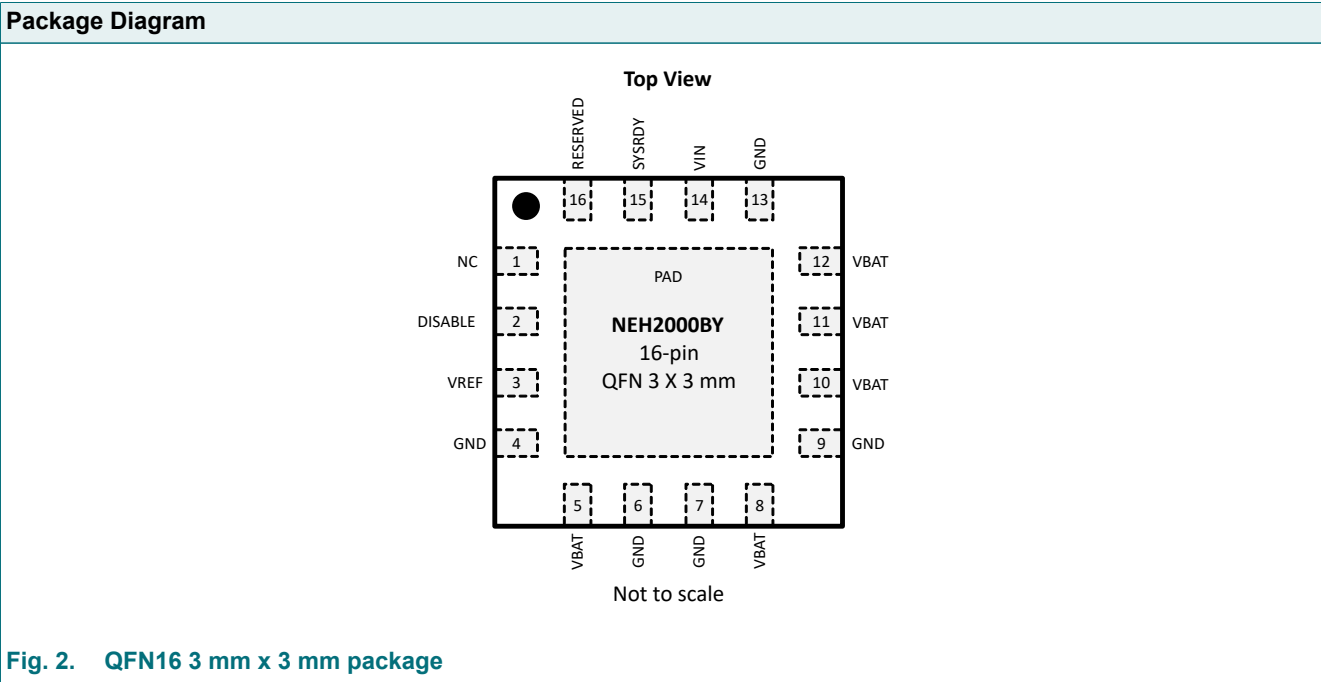 Package Diagram
Top View
RESERVED
SYSRDY
VIN
GND
16
15
14
13
NC
1
DISABLE
2
VREF
3
GND
4
PAD
NEH2000BY
16-pin
QFN 3 X 3 mm
12
VBAT
11
VBAT
10
VBAT
9
GND
5
6
7
8
VBAT
GND
GND
VBAT
Not to scale
Fig. 2. QFN16 3 mm x 3 mm package